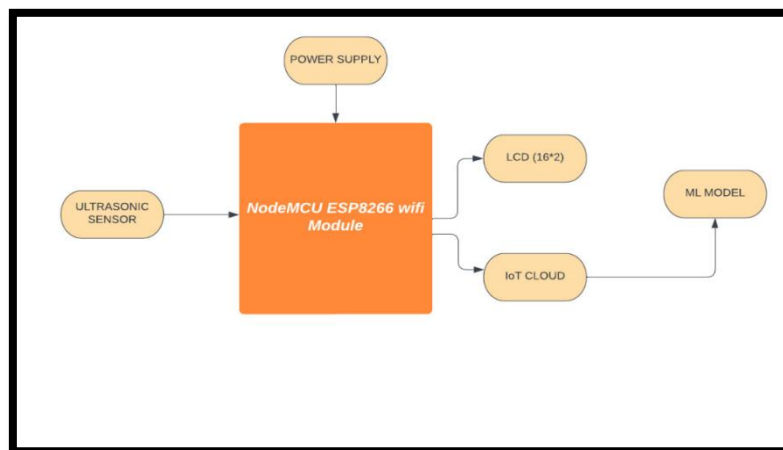 POWER SUPPLY
LCD (16*2)
ML MODEL
ULTRASONIC
SENSOR
NodeMCU ESP8266 wifi
Module
IoT CLOUD